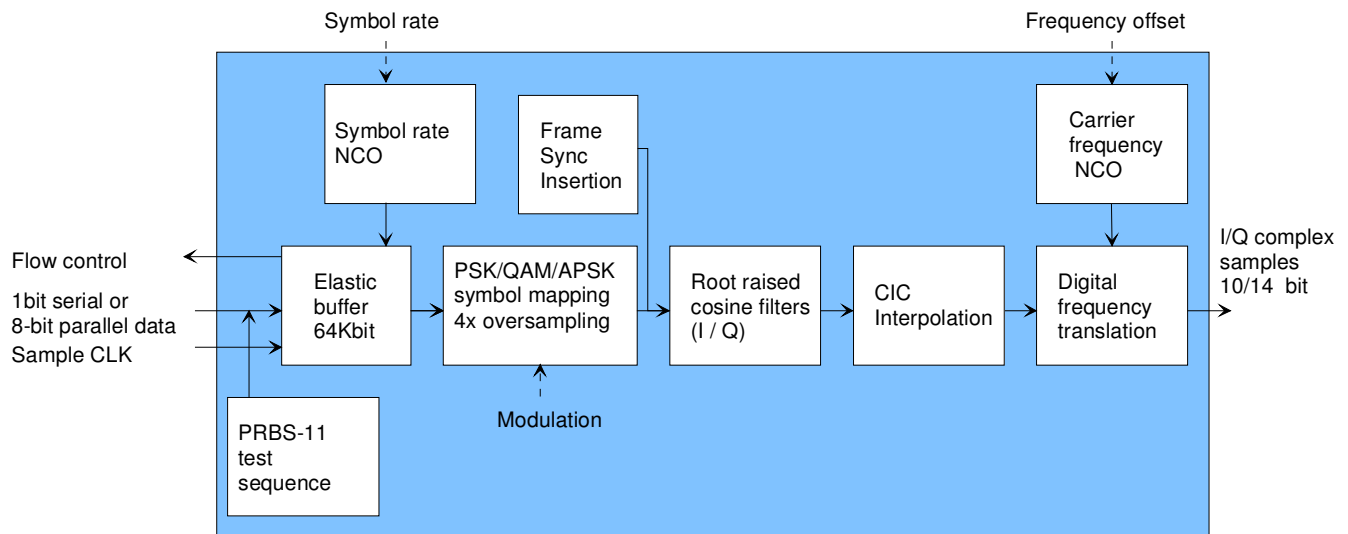 Symbol rate
Frequency offset
Symbol rate
NCO
Frame
Sync
Insertion
Carrier
frequency
NCO
Flow control
1bit serial or
8-bit parallel data
Sample CLK
Elastic
buffer
64Kbit
PSK/QAM/APSK
symbol mapping
4x oversampling
Root raised
cosine filters
(I / Q)
CIC
Interpolation
Digital
frequency
translation
I/Q complex
samples
10/14 bit
Modulation
PRBS-11
test
sequence